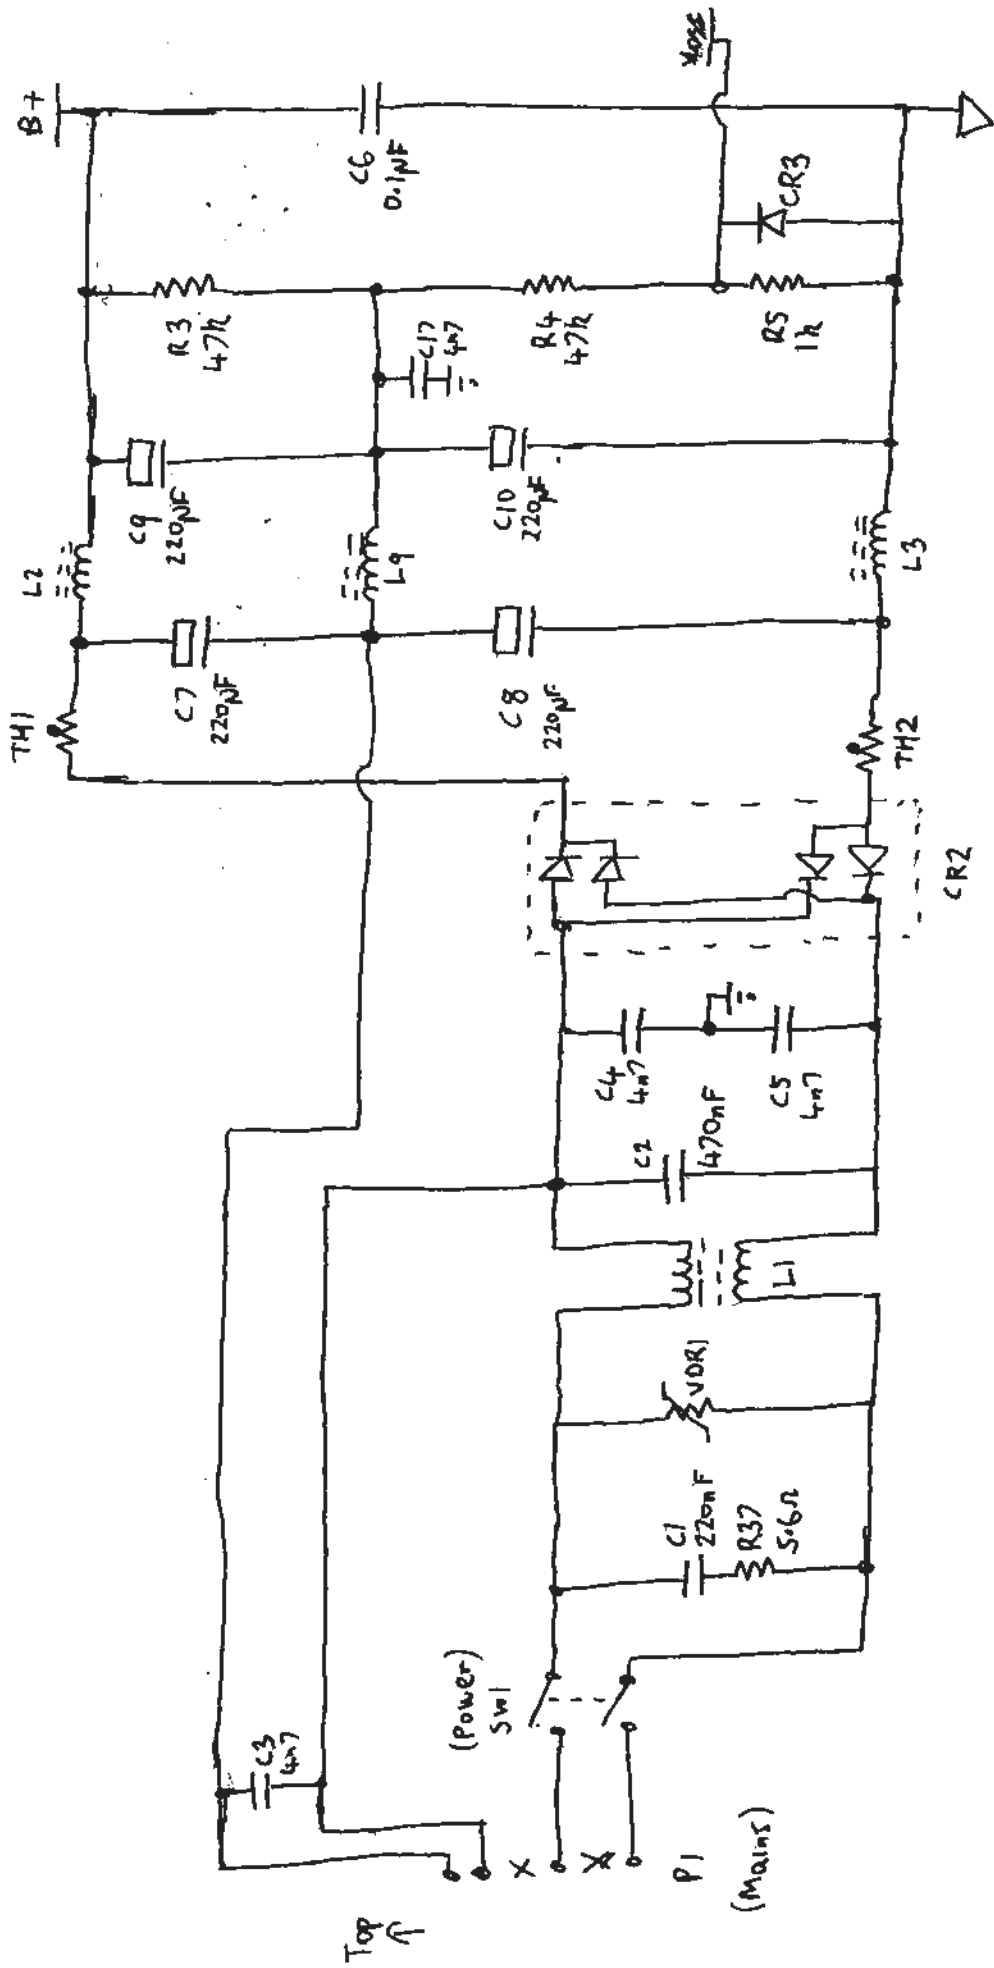 Top
P1
(Mains)
X
X
C3
4n7
(Power)
SW1
C1
220nF
R37
5.6Ω
VDR1
L1
C2
470nF
C4
4n7
C5
4n7
CR2
TH1
TH2
C7
220µF
C8
220µF
L2
L9
L3
C9
220µF
C10
220µF
C17
4n7
R3
47k
R4
47k
R5
1k
CR3
C6
0.1µF
B+